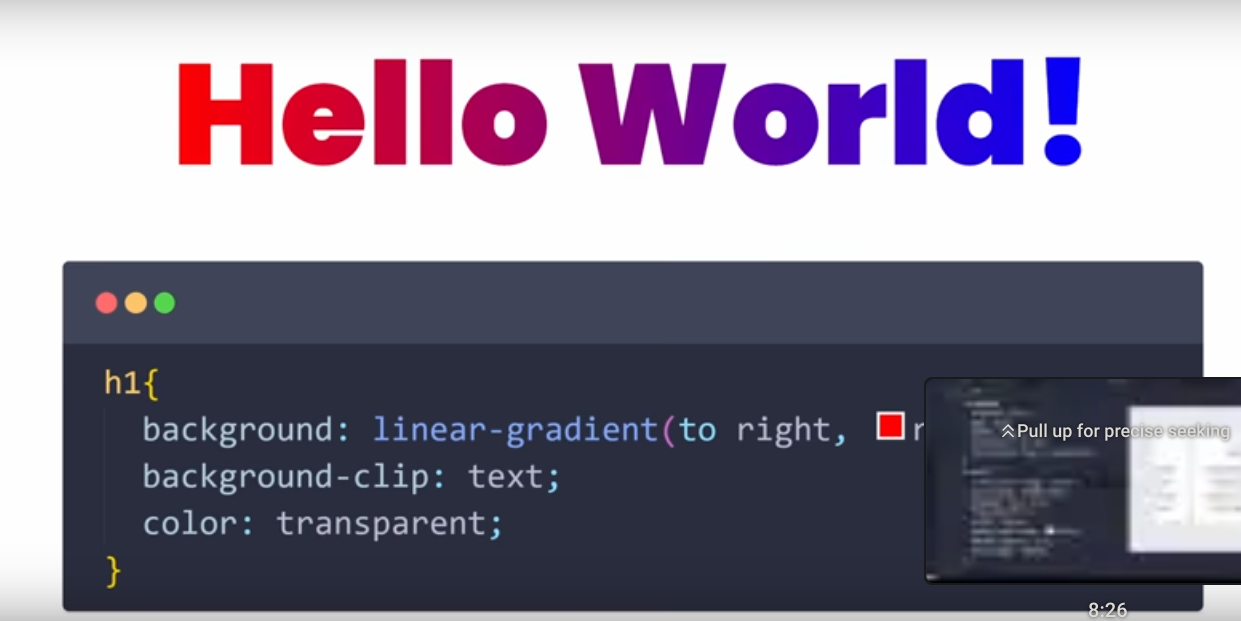 Hello World!
h1{
background: linear-gradient(to right, r
background-clip: text;
color: transparent;
}
Pull up for precise seeking
8:26